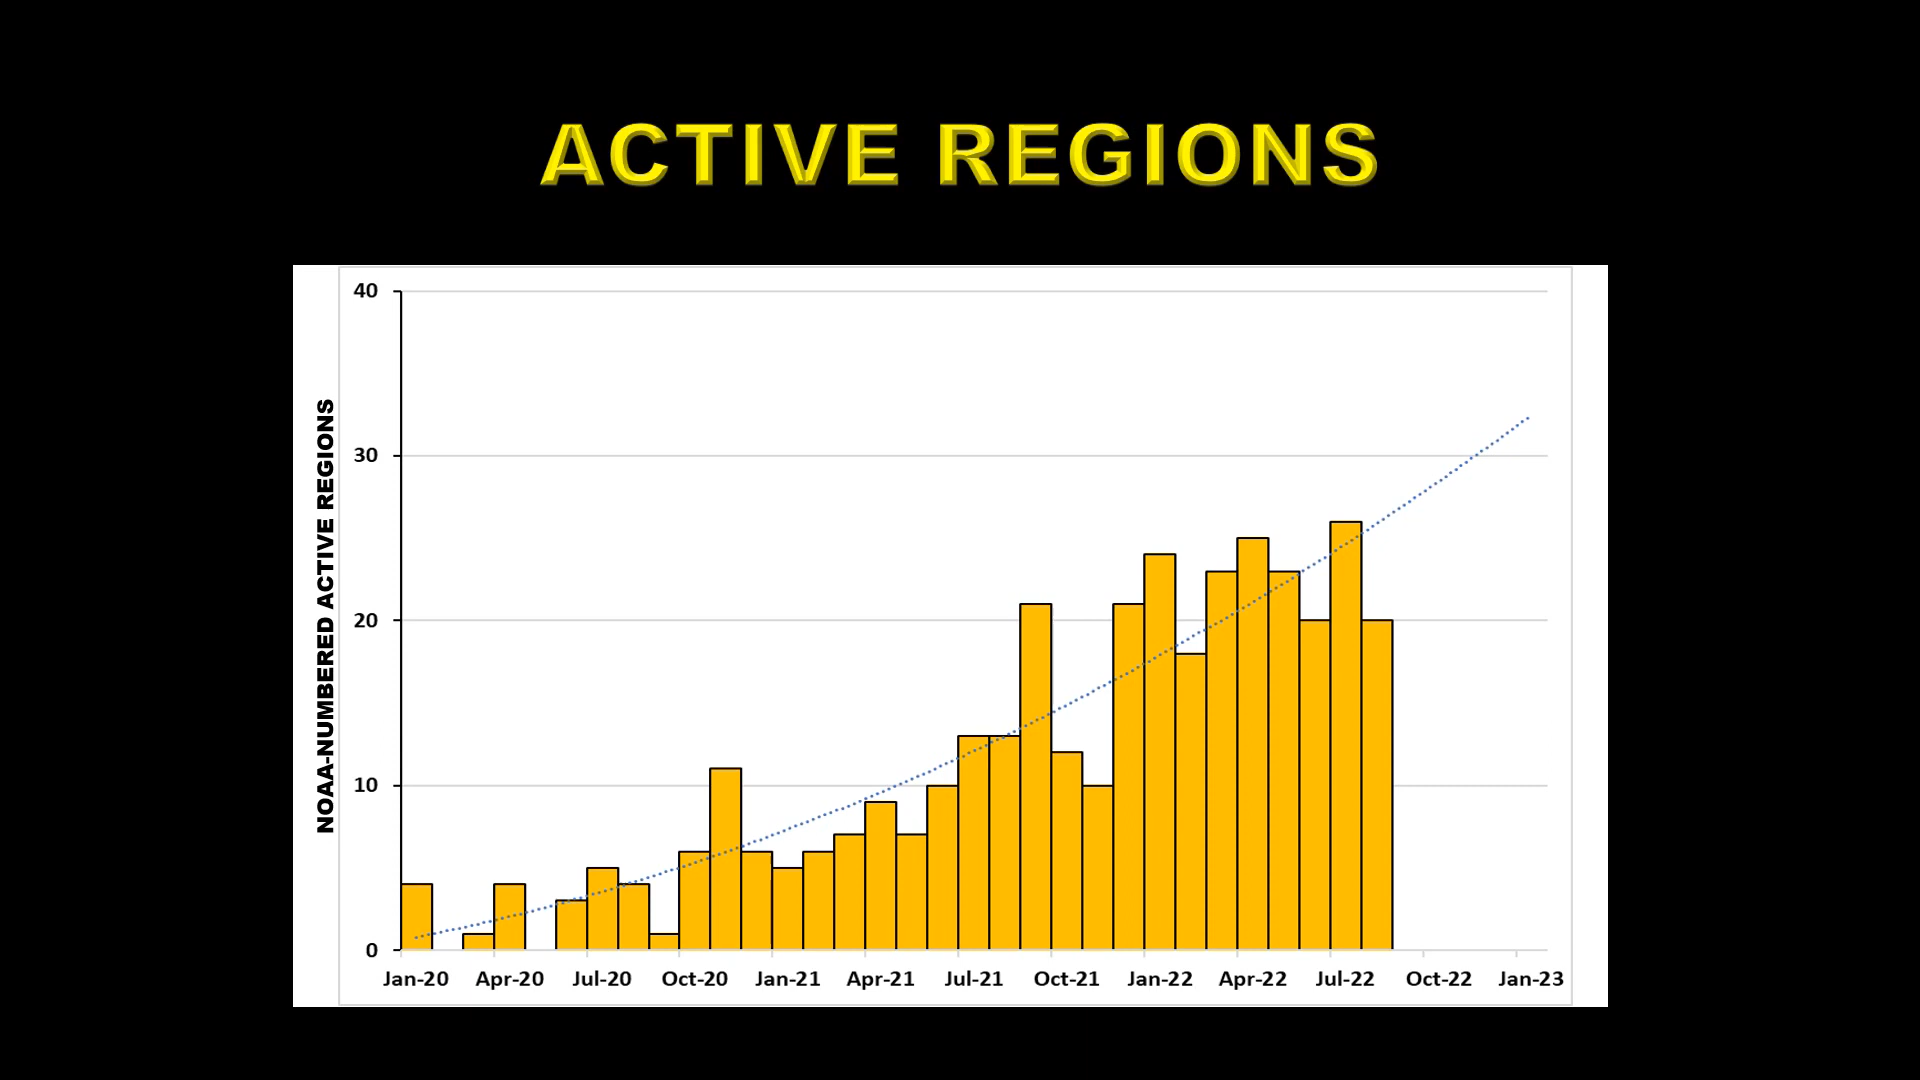 ACTIVE REGIONS
NOAA-NUMBERED ACTIVE REGIONS
40
30
20
10
0
Jan-20 Apr-20 Jul-20 Oct-20 Jan-21 Apr-21 Jul-21 Oct-21 Jan-22 Apr-22 Jul-22 Oct-22 Jan-23